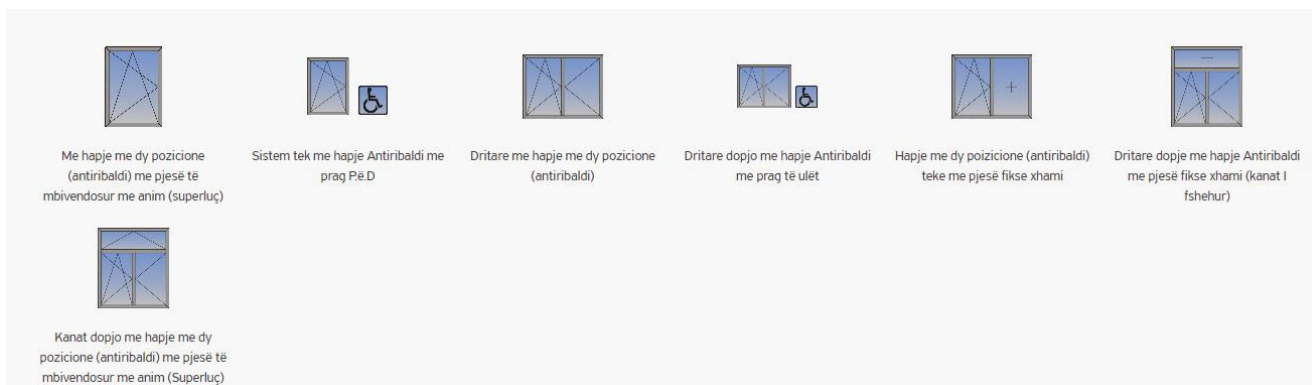 Me hapje me dy pozicione
(antiribaldi) me pjesë të
mbivendosur me anim (superluç)
Sistem tek me hapje Antiribaldi me
prag P.ë.D
Dritare me hapje me dy pozicione
(antiribaldi)
Dritare dopjo me hapje Antiribaldi
me prag të ulët
Hapje me dy poizicione (antiribaldi)
teke me pjesë fikse xhami
Dritare dopje me hapje Antiribaldi
me pjesë fikse xhami (kanat I
fshehur)
Kanat dopjo me hapje me dy
pozicione (antiribaldi) me pjesë të
mbivendosur me anim (Superluç)